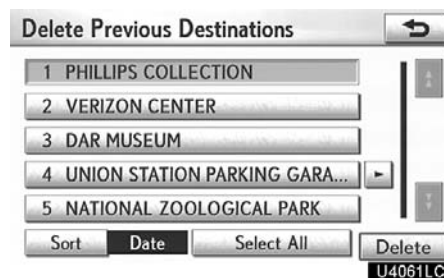 Delete Previous Destinations
1 PHILLIPS COLLECTION
2 VERIZON CENTER
3 DAR MUSEUM
4 UNION STATION PARKING GARA...
5 NATIONAL ZOOLOGICAL PARK
Sort Date Select All Delete
U4061LC